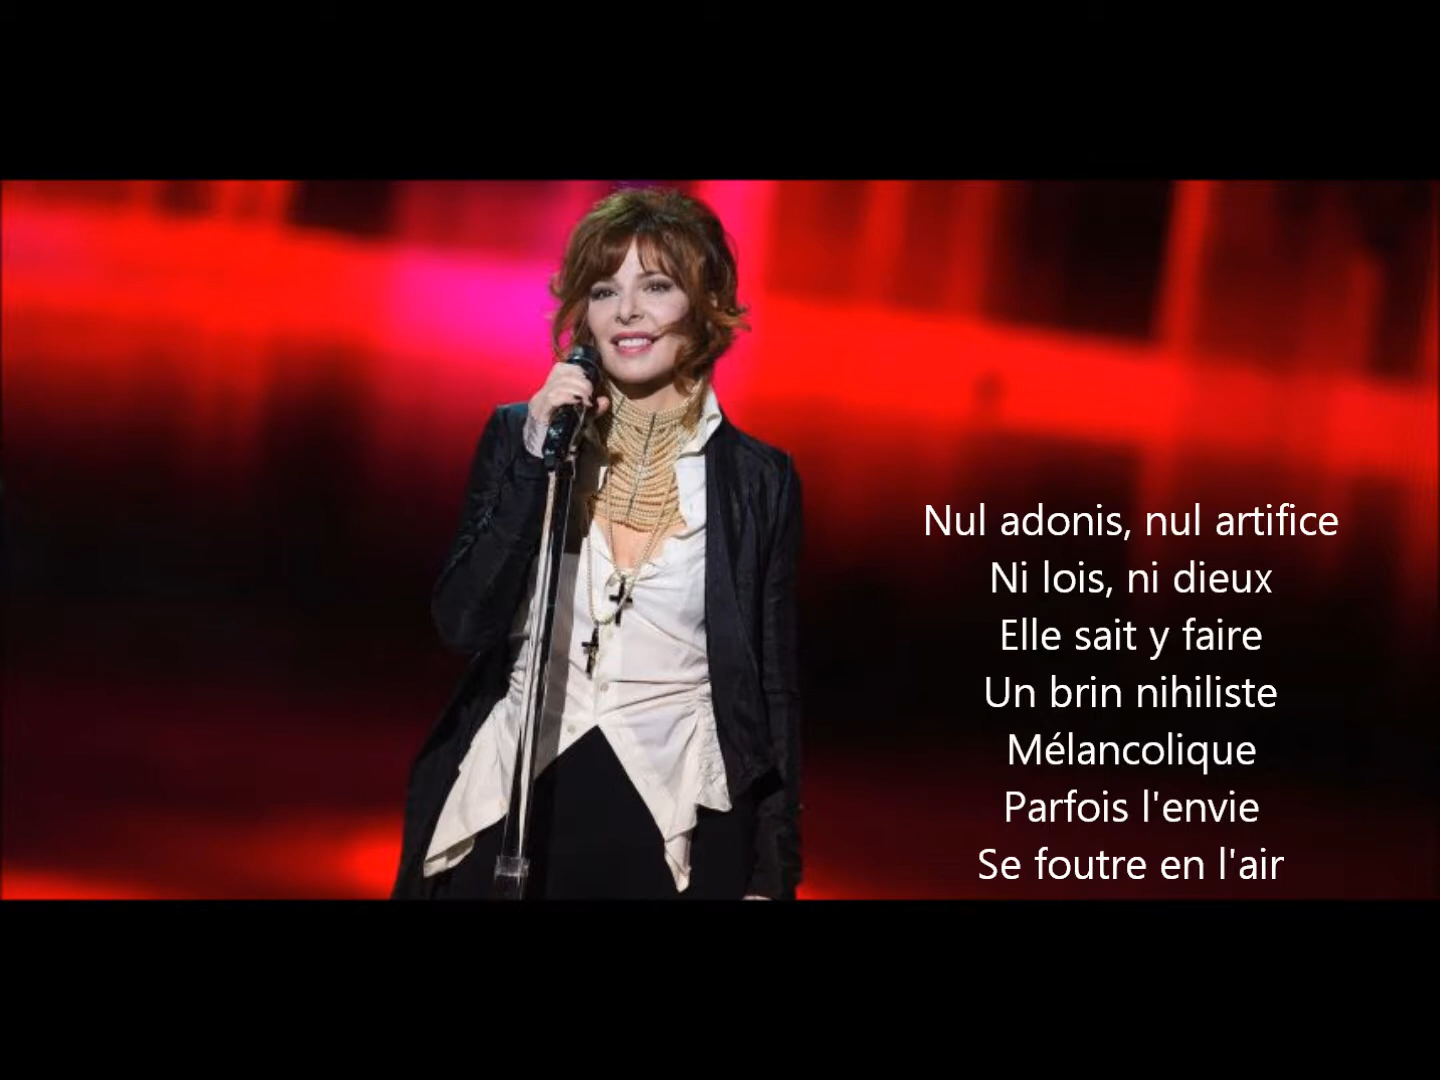 Nul adonis, nul artifice
Ni lois, ni dieux
Elle sait y faire
Un brin nihiliste
Mélancolique
Parfois l'envie
Se foutre en l'air